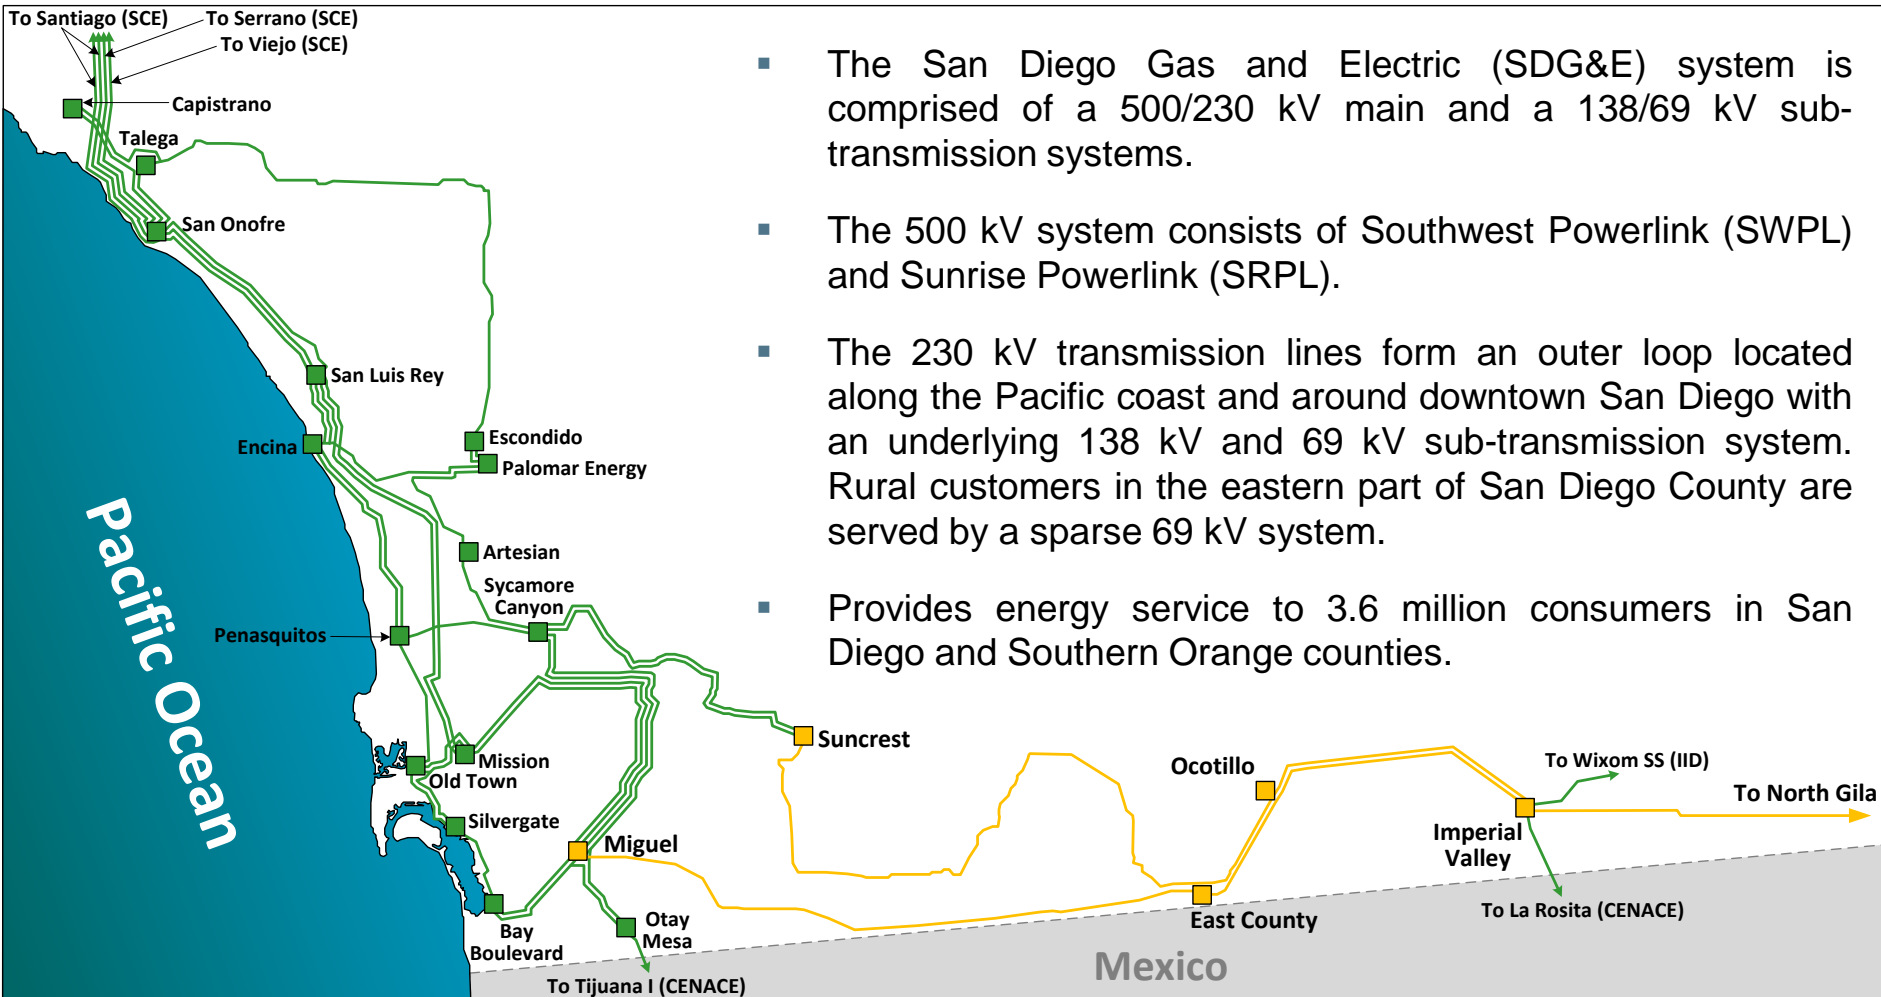 To Santiago (SCE)
To Serrano (SCE)
To Viejo (SCE)
Capistrano
Talega
San Onofre
San Luis Rey
Encina
Escondido
Palomar Energy
Artesian
Sycamore
Canyon
Penasquitos
Pacific Ocean
Mission
Old Town
Silvergate
Miguel
Bay
Boulevard
Otay
Mesa
To Tijuana I (CENACE)
Suncrest
Ocotillo
East County
Imperial
Valley
To Wixom SS (IID)
To North Gila
To La Rosita (CENACE)
Mexico
▪ The San Diego Gas and Electric (SDG&E) system is
comprised of a 500/230 kV main and a 138/69 kV sub-
transmission systems.
▪ The 500 kV system consists of Southwest Powerlink (SWPL)
and Sunrise Powerlink (SRPL).
▪ The 230 kV transmission lines form an outer loop located
along the Pacific coast and around downtown San Diego with
an underlying 138 kV and 69 kV sub-transmission system.
Rural customers in the eastern part of San Diego County are
served by a sparse 69 kV system.
▪ Provides energy service to 3.6 million consumers in San
Diego and Southern Orange counties.